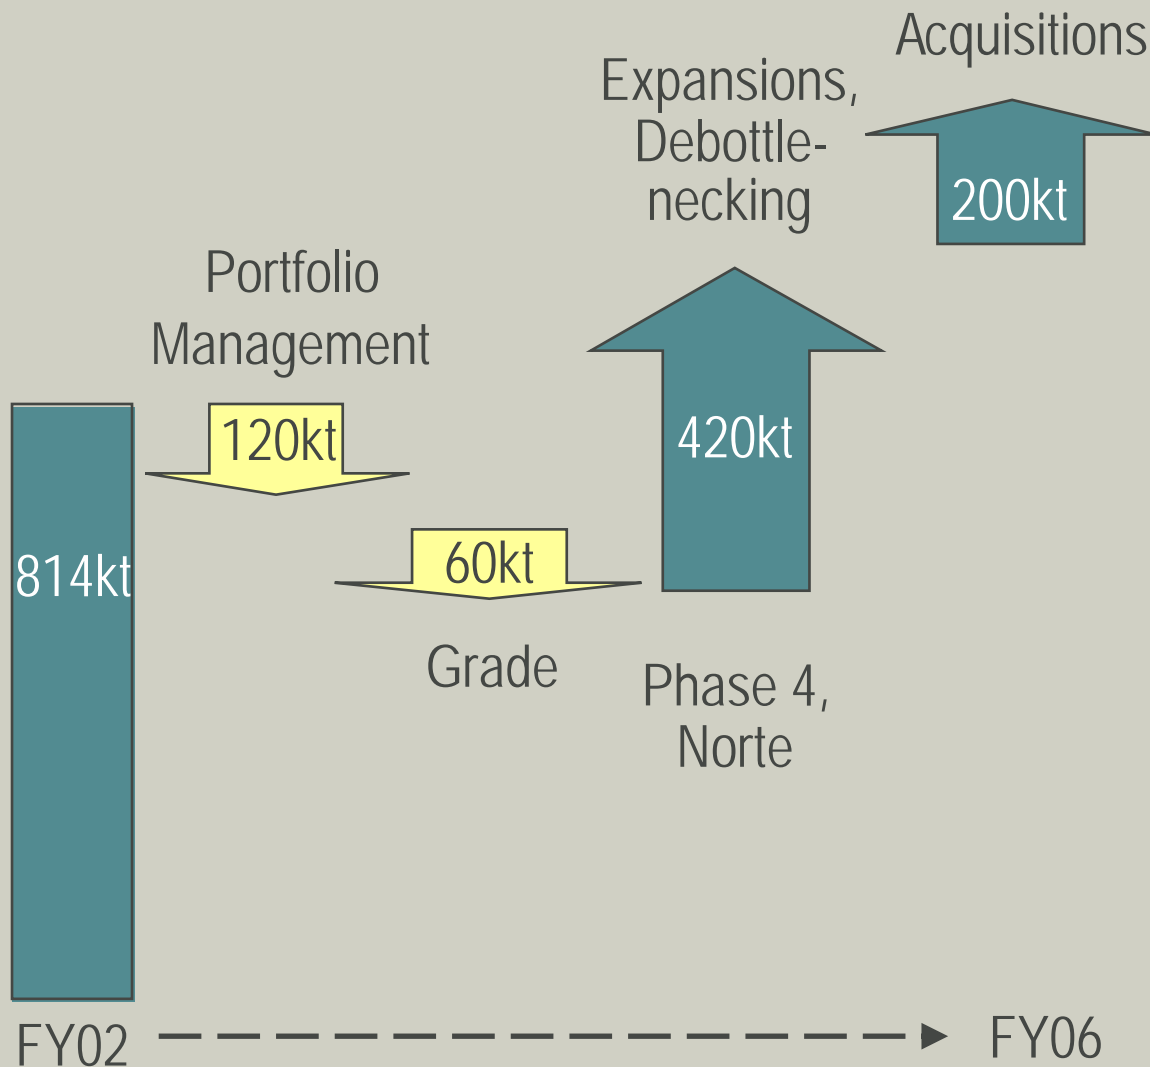 Acquisitions
200kt
Expansions,
Debottle-
necking
420kt
Phase 4,
Norte
Portfolio
Management
120kt
60kt
Grade
814kt
FY02
FY06